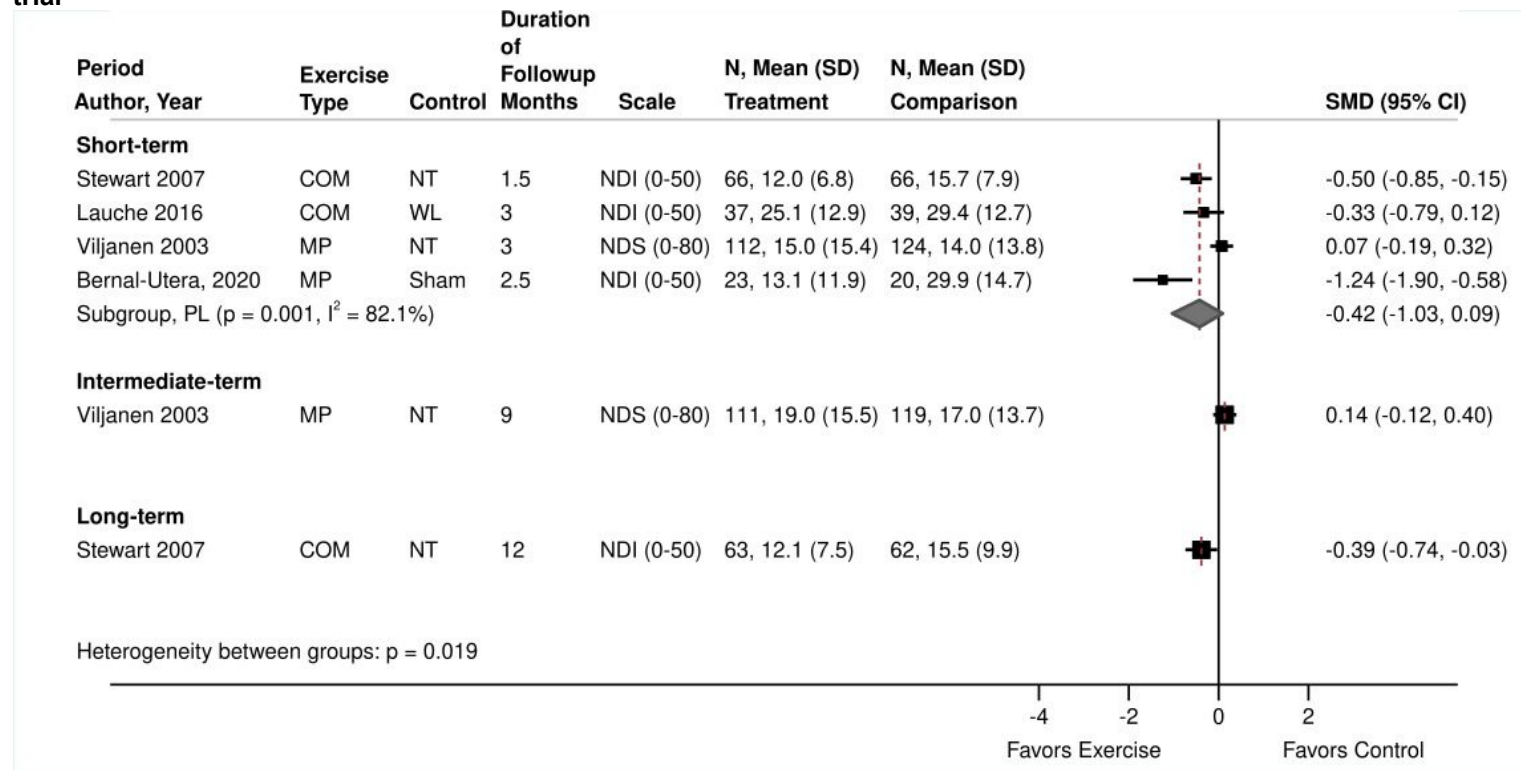 trial
Duration
of
Period Exercise Followup N, Mean (SD) N, Mean (SD)
Author, Year Type Control Months Scale Treatment Comparison SMD (95% CI)
Short-term
Stewart 2007 COM NT 1.5 NDI (0-50) 66, 12.0 (6.8) 66, 15.7 (7.9) -0.50 (-0.85, -0.15)
Lauche 2016 COM WL 3 NDI (0-50) 37, 25.1 (12.9) 39, 29.4 (12.7) -0.33 (-0.79, 0.12)
Viljanen 2003 MP NT 3 NDS (0-80) 112, 15.0 (15.4) 124, 14.0 (13.8) 0.07 (-0.19, 0.32)
Bernal-Utera, 2020 MP Sham 2.5 NDI (0-50) 23, 13.1 (11.9) 20, 29.9 (14.7) -1.24 (-1.90, -0.58)
Subgroup, PL (p = 0.001, I² = 82.1%) -0.42 (-1.03, 0.09)
Intermediate-term
Viljanen 2003 MP NT 9 NDS (0-80) 111, 19.0 (15.5) 119, 17.0 (13.7) 0.14 (-0.12, 0.40)
Long-term
Stewart 2007 COM NT 12 NDI (0-50) 63, 12.1 (7.5) 62, 15.5 (9.9) -0.39 (-0.74, -0.03)
Heterogeneity between groups: p = 0.019
-4 -2 0 2
Favors Exercise Favors Control